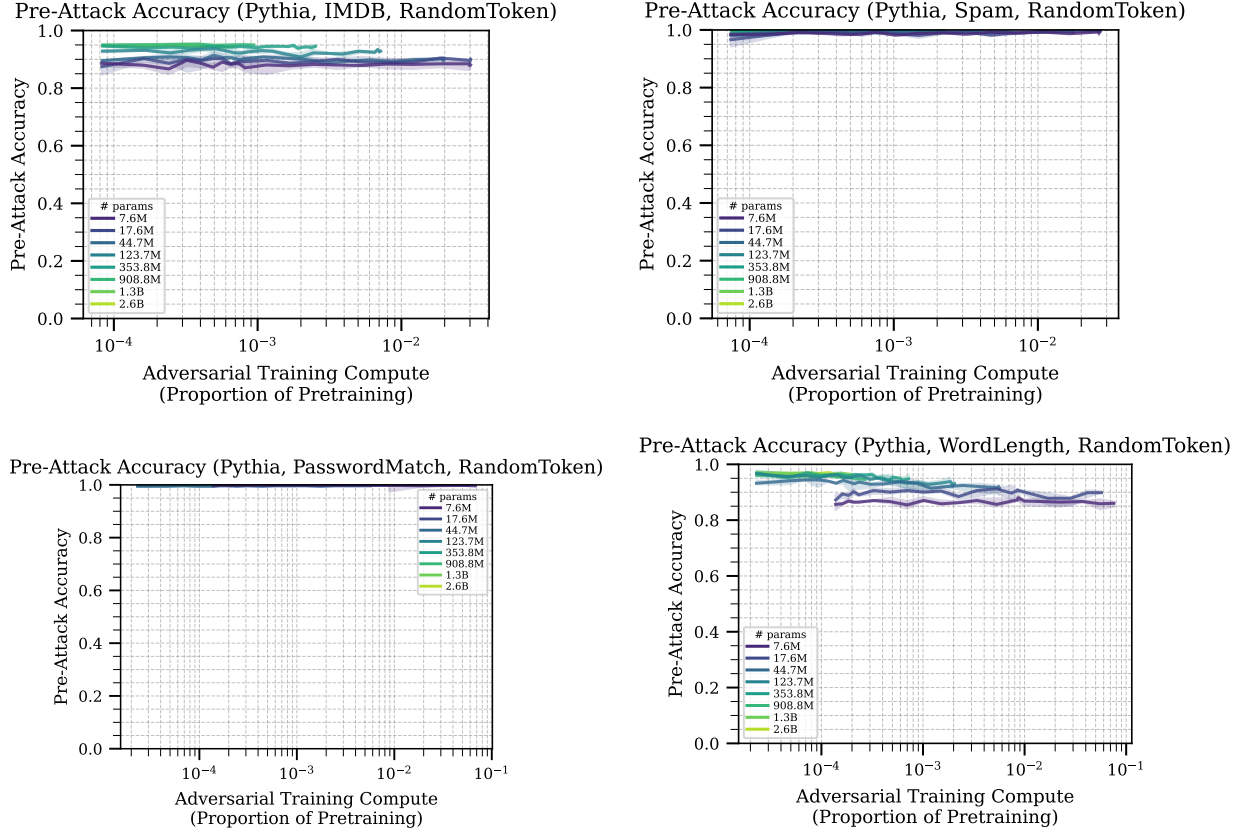 Pre-Attack Accuracy (Pythia, IMDB, RandomToken)
Pre-Attack Accuracy
1.0
0.8
0.6
0.4
0.2
0.0
# params
7.6M
17.6M
44.7M
123.7M
353.8M
908.8M
1.3B
2.6B
10⁻⁴
10⁻³
10⁻²
Adversarial Training Compute
(Proportion of Pretraining)
Pre-Attack Accuracy (Pythia, Spam, RandomToken)
Pre-Attack Accuracy
1.0
0.8
0.6
0.4
0.2
0.0
# params
7.6M
17.6M
44.7M
123.7M
353.8M
908.8M
1.3B
2.6B
10⁻⁴
10⁻³
10⁻²
Adversarial Training Compute
(Proportion of Pretraining)
Pre-Attack Accuracy (Pythia, PasswordMatch, RandomToken)
Pre-Attack Accuracy
1.0
0.8
0.6
0.4
0.2
0.0
# params
7.6M
17.6M
44.7M
123.7M
353.8M
908.8M
1.3B
2.6B
10⁻⁴
10⁻³
10⁻²
10⁻¹
Adversarial Training Compute
(Proportion of Pretraining)
Pre-Attack Accuracy (Pythia, WordLength, RandomToken)
Pre-Attack Accuracy
1.0
0.8
0.6
0.4
0.2
0.0
# params
7.6M
17.6M
44.7M
123.7M
353.8M
908.8M
1.3B
2.6B
10⁻⁴
10⁻³
10⁻²
10⁻¹
Adversarial Training Compute
(Proportion of Pretraining)